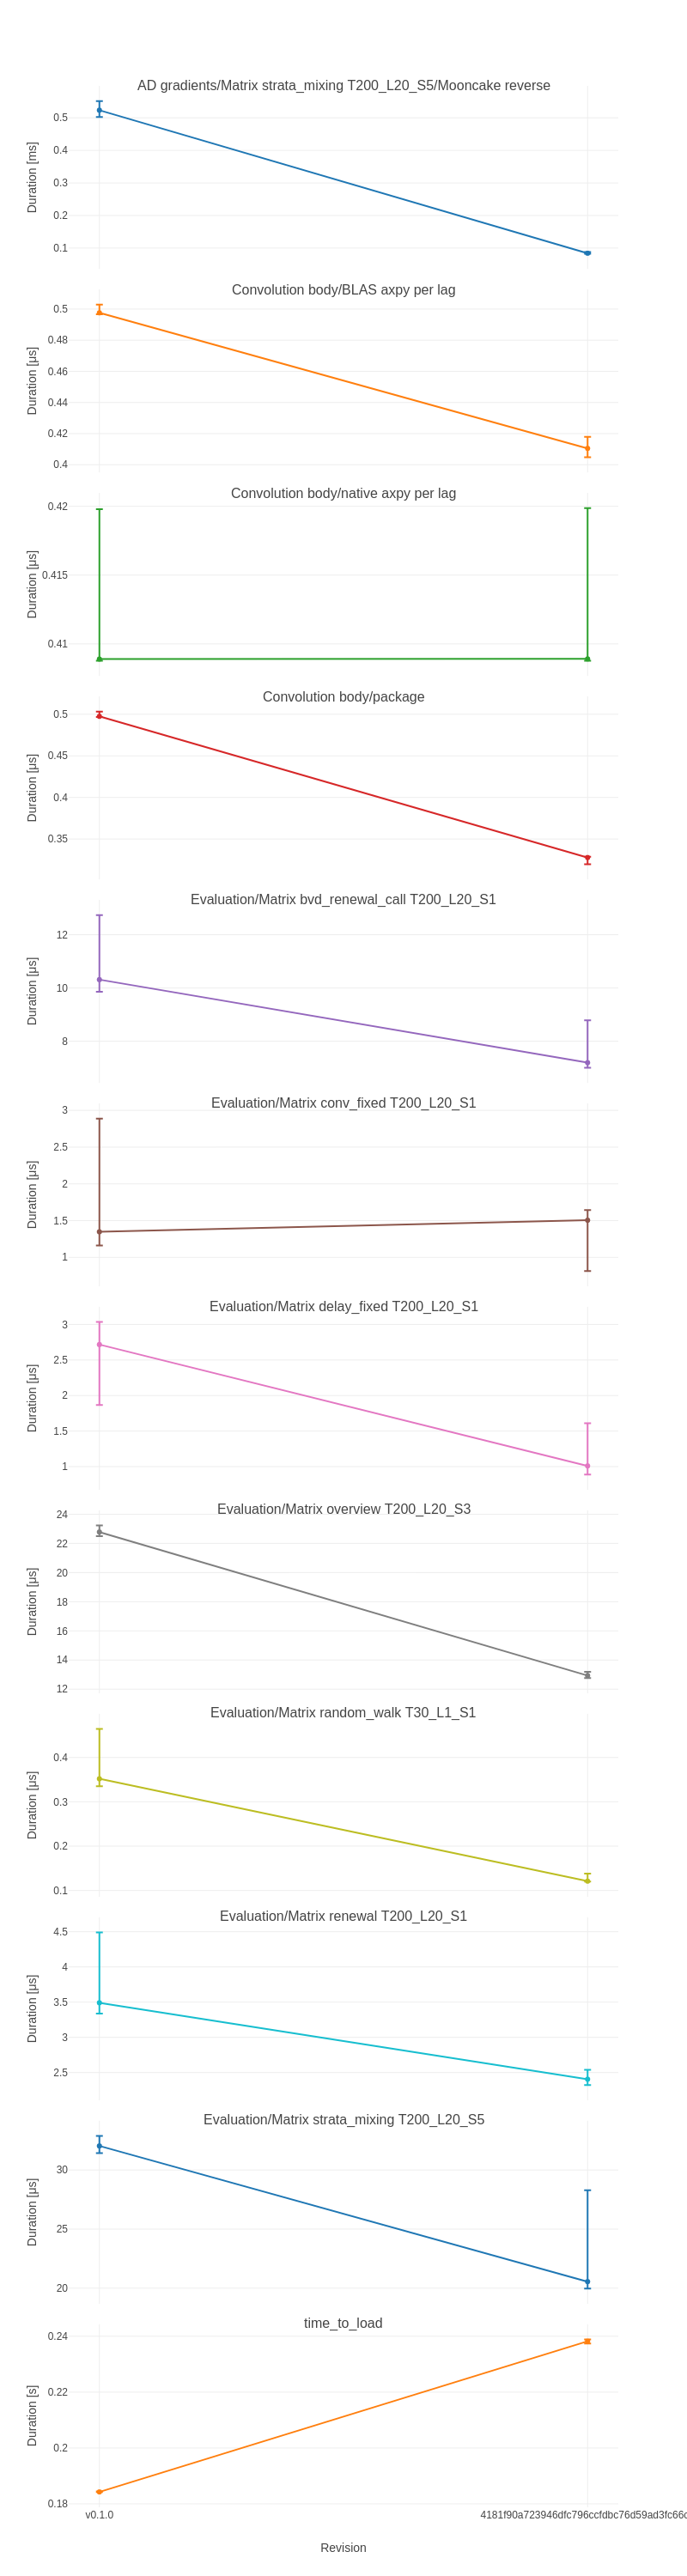 AD gradients/Matrix strata_mixing T200_L20_S5/Mooncake reverse
Duration [ms]
0.5
0.4
0.3
0.2
0.1
Convolution body/BLAS axpy per lag
Duration [μs]
0.5
0.48
0.46
0.44
0.42
0.4
Convolution body/native axpy per lag
Duration [μs]
0.42
0.415
0.41
Convolution body/package
Duration [μs]
0.5
0.45
0.4
0.35
Evaluation/Matrix bvd_renewal_call T200_L20_S1
Duration [μs]
12
10
8
Evaluation/Matrix conv_fixed T200_L20_S1
Duration [μs]
3
2.5
2
1.5
1
Evaluation/Matrix delay_fixed T200_L20_S1
Duration [μs]
3
2.5
2
1.5
1
Evaluation/Matrix overview T200_L20_S3
Duration [μs]
24
22
20
18
16
14
12
Evaluation/Matrix random_walk T30_L1_S1
Duration [μs]
0.4
0.3
0.2
0.1
Evaluation/Matrix renewal T200_L20_S1
Duration [μs]
4.5
4
3.5
3
2.5
Evaluation/Matrix strata_mixing T200_L20_S5
Duration [μs]
30
25
20
time_to_load
Duration [s]
0.24
0.22
0.2
0.18
v0.1.0
4181f90a723946dfc796ccfdbc76d59ad3fc66c
Revision